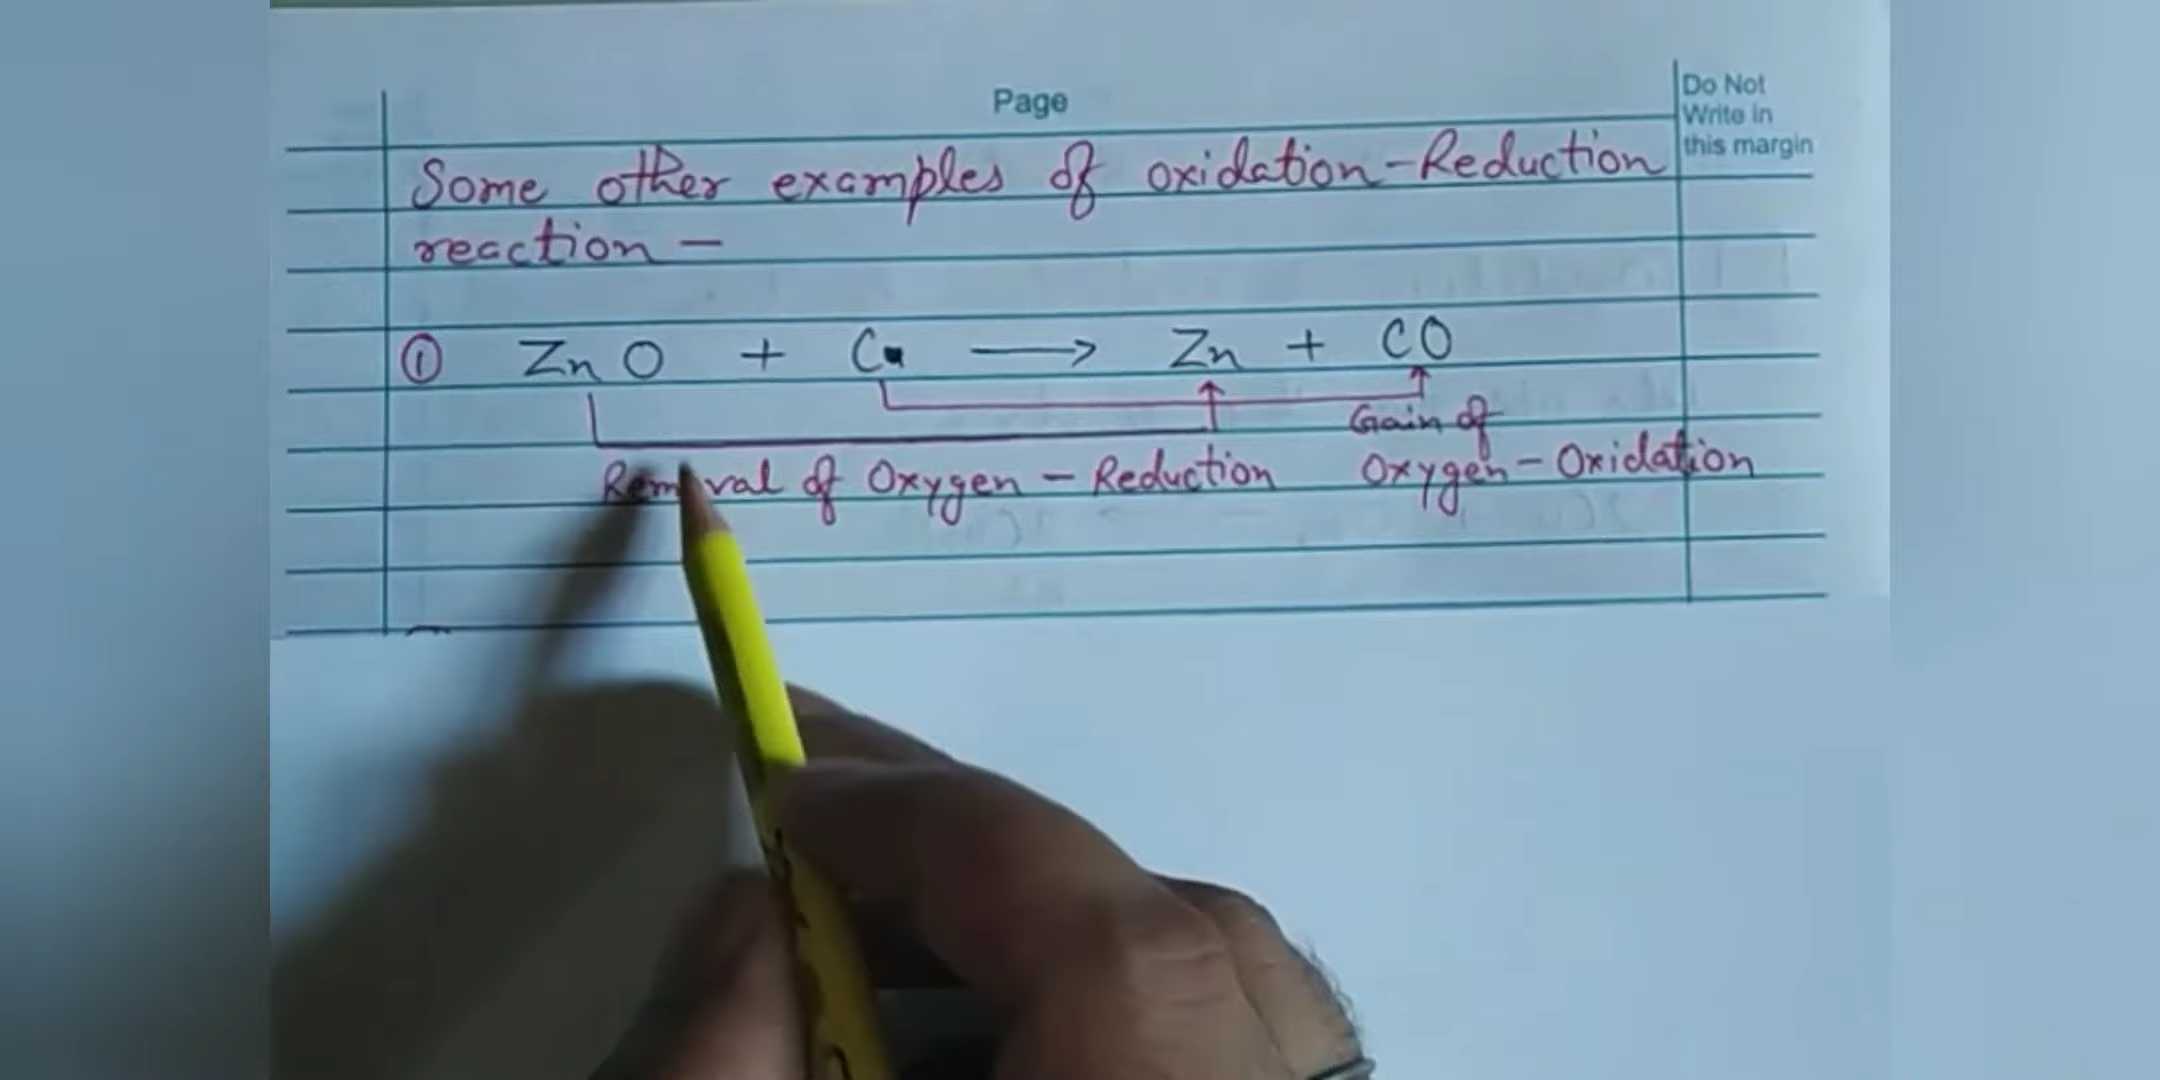 Page
Do Not
Write in
this margin
Some other examples of oxidation-Reduction
reaction -
① ZnO + C → Zn + CO
Gain of
Removal of Oxygen - Reduction Oxygen - Oxidation